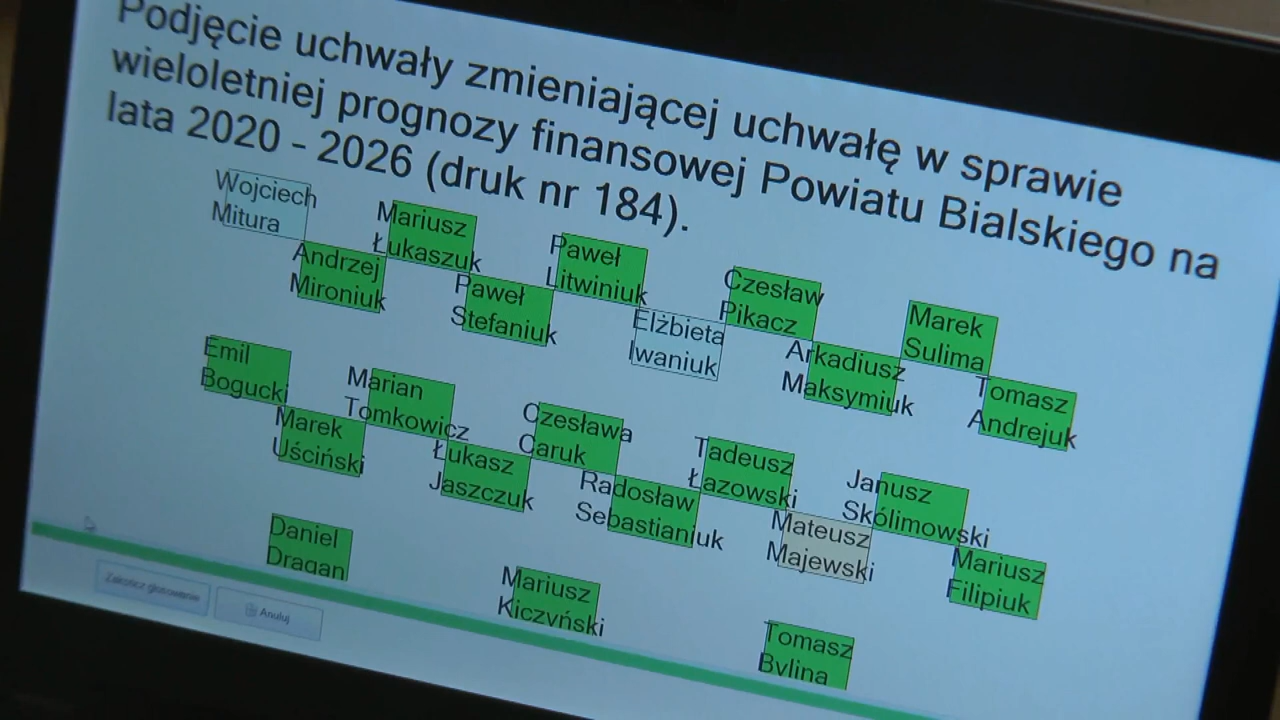 Podjęcie uchwały zmieniającej uchwałę w sprawie
wieloletniej prognozy finansowej Powiatu Bialskiego na
lata 2020 - 2026 (druk nr 184).
Wojciech
Mitura
Andrzej
Mironiuk
Mariusz
Łukaszuk
Paweł
Stefaniuk
Paweł
Litwiniuk
Elżbieta
Iwaniuk
Czesław
Pikacz
Arkadiusz
Maksymiuk
Marek
Sulima
Tomasz
Andrejuk
Emil
Bogucki
Marek
Uściński
Marian
Tomkowicz
Łukasz
Jaszczuk
Czesława
Caruk
Radosław
Sebastianiuk
Tadeusz
Łazowski
Mateusz
Majewski
Janusz
Skólimowski
Mariusz
Filipiuk
Daniel
Dragan
Mariusz
Kiczyński
Tomasz
Bylina
Zakończ głosowanie
Anuluj